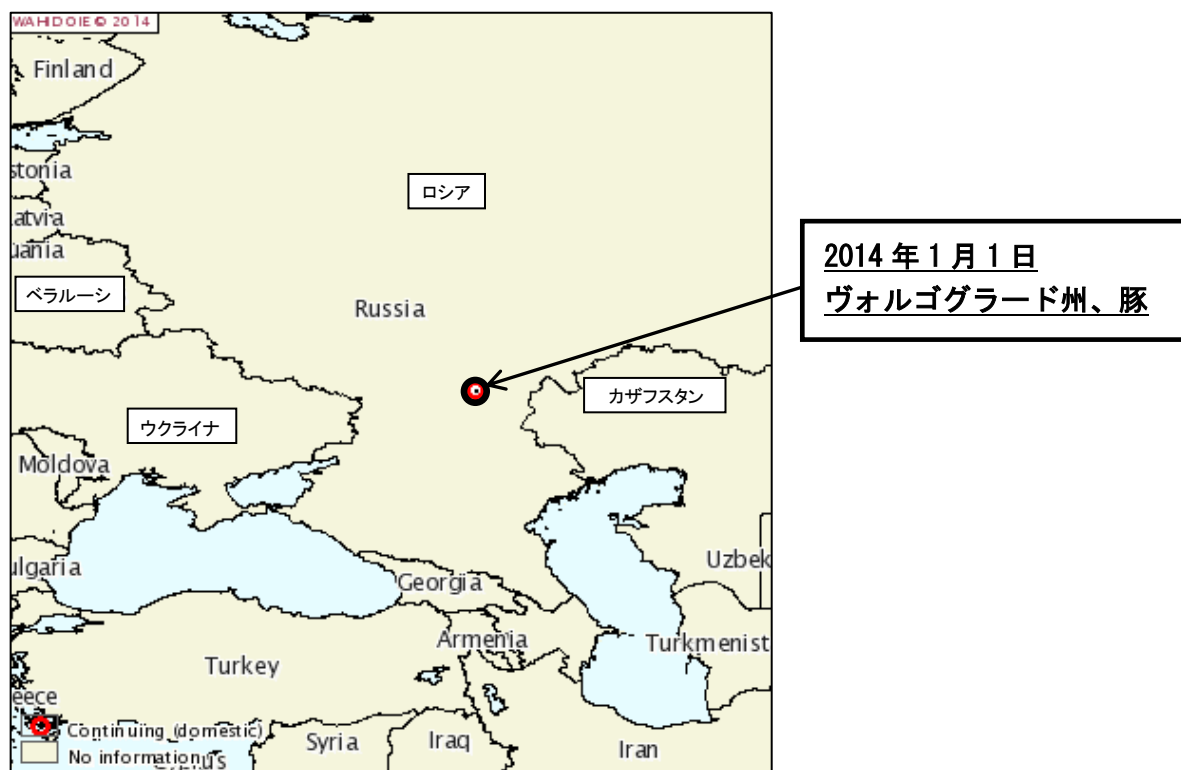 WAHID OIE © 2014
Finland
stonia
ロシア
atvia
uania
2014 年 1 月 1 日
ヴォルゴグラード州、豚
ベラルーシ
Russia
カザフスタン
ウクライナ
Moldova
Uzbek
ulgaria
Georgia
Armenia
Turkmenist
Turkey
eece
Continuing (domestic)
Syria
Iraq
Iran
No information